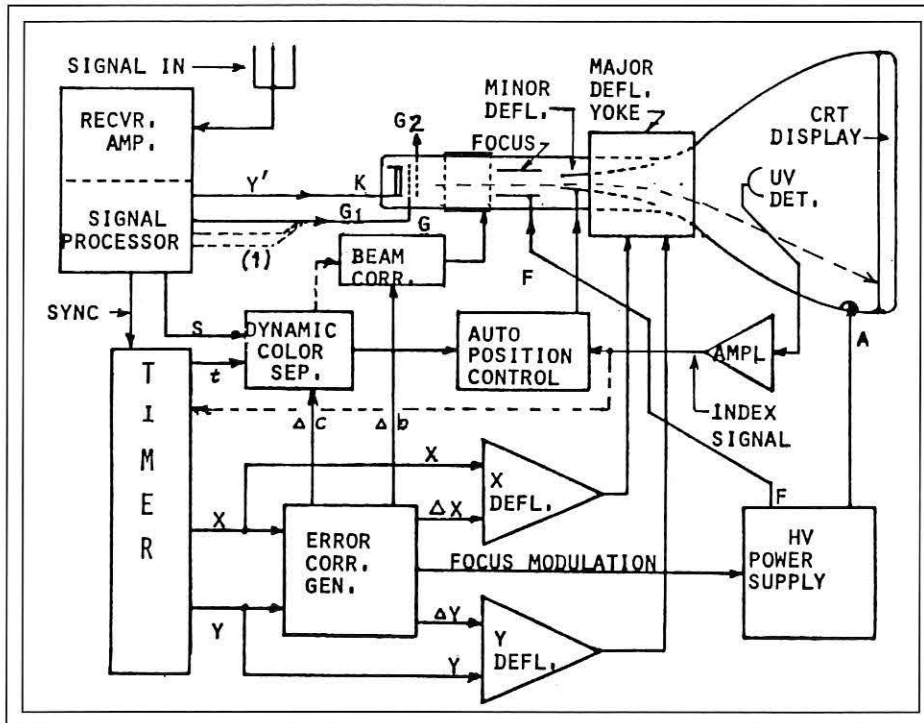 SIGNAL IN
RECVR.
AMP.
SIGNAL
PROCESSOR
Y'
K
G1
(1)
G2
G
FOCUS
MINOR
DEFL.
MAJOR
DEFL.
YOKE
CRT
DISPLAY
UV
DET.
BEAM
CORR.
F
A
SYNC
S
t
DYNAMIC
COLOR
SEP.
AUTO
POSITION
CONTROL
AMPL
INDEX
SIGNAL
TIMER
Δc
Δb
X
X
X
DEFL.
ΔX
ERROR
CORR.
GEN.
FOCUS MODULATION
F
HV
POWER
SUPPLY
Y
ΔY
Y
Y
DEFL.